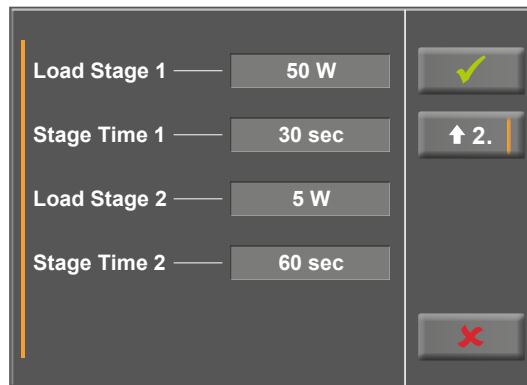 Load Stage 1 50 W
Stage Time 1 30 sec
2.
Load Stage 2 5 W
Stage Time 2 60 sec